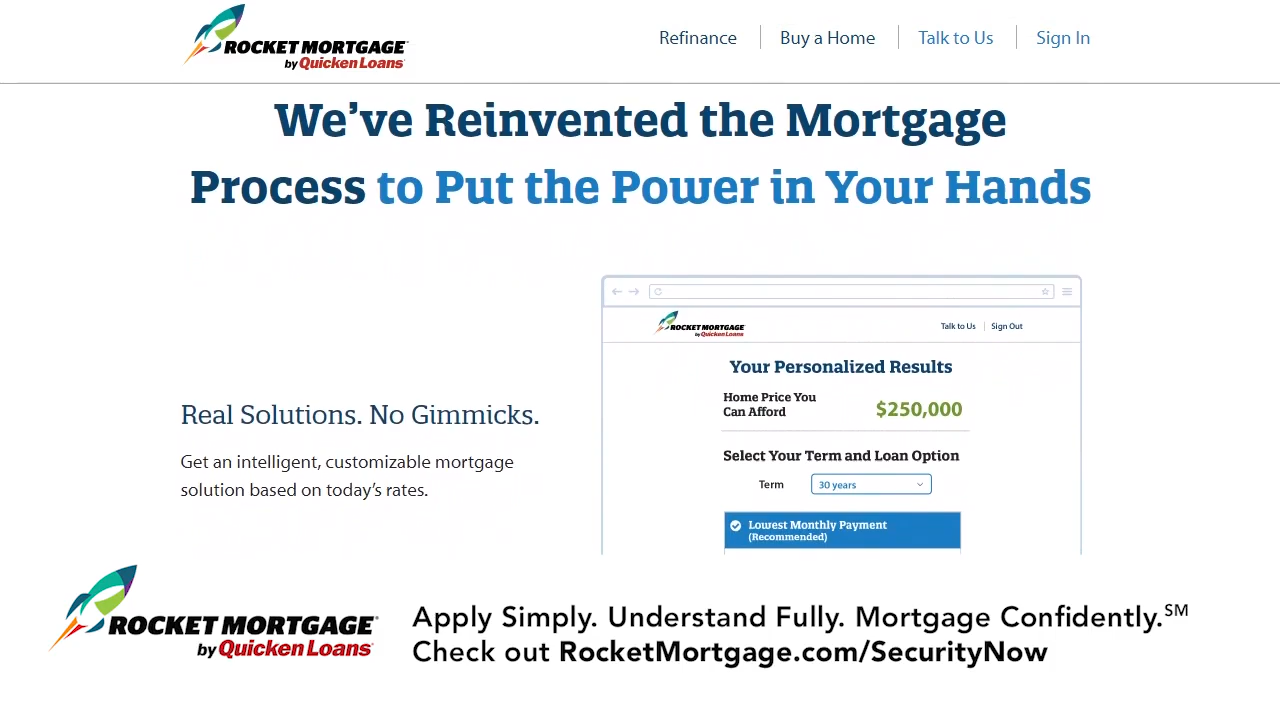 ROCKET MORTGAGE
by Quicken Loans
Refinance
Buy a Home
Talk to Us
Sign In
We've Reinvented the Mortgage
Process to Put the Power in Your Hands
ROCKET MORTGAGE
by Quicken Loans
Talk to Us
Sign Out
Your Personalized Results
Home Price You
Can Afford
$250,000
Select Your Term and Loan Option
Term
30 years
Lowest Monthly Payment
(Recommended)
Real Solutions. No Gimmicks.
Get an intelligent, customizable mortgage
solution based on today's rates.
ROCKET MORTGAGE
by Quicken Loans
Apply Simply. Understand Fully. Mortgage Confidently.℠
Check out RocketMortgage.com/SecurityNow